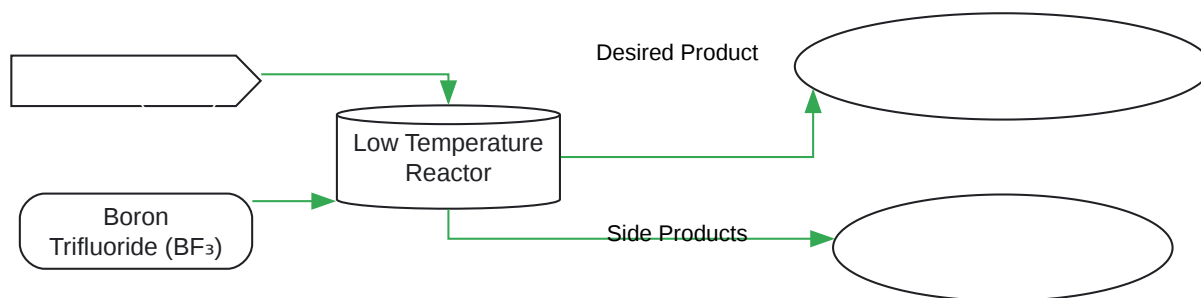 Desired Product
Low Temperature
Reactor
Boron
Trifluoride (BF₃)
Side Products